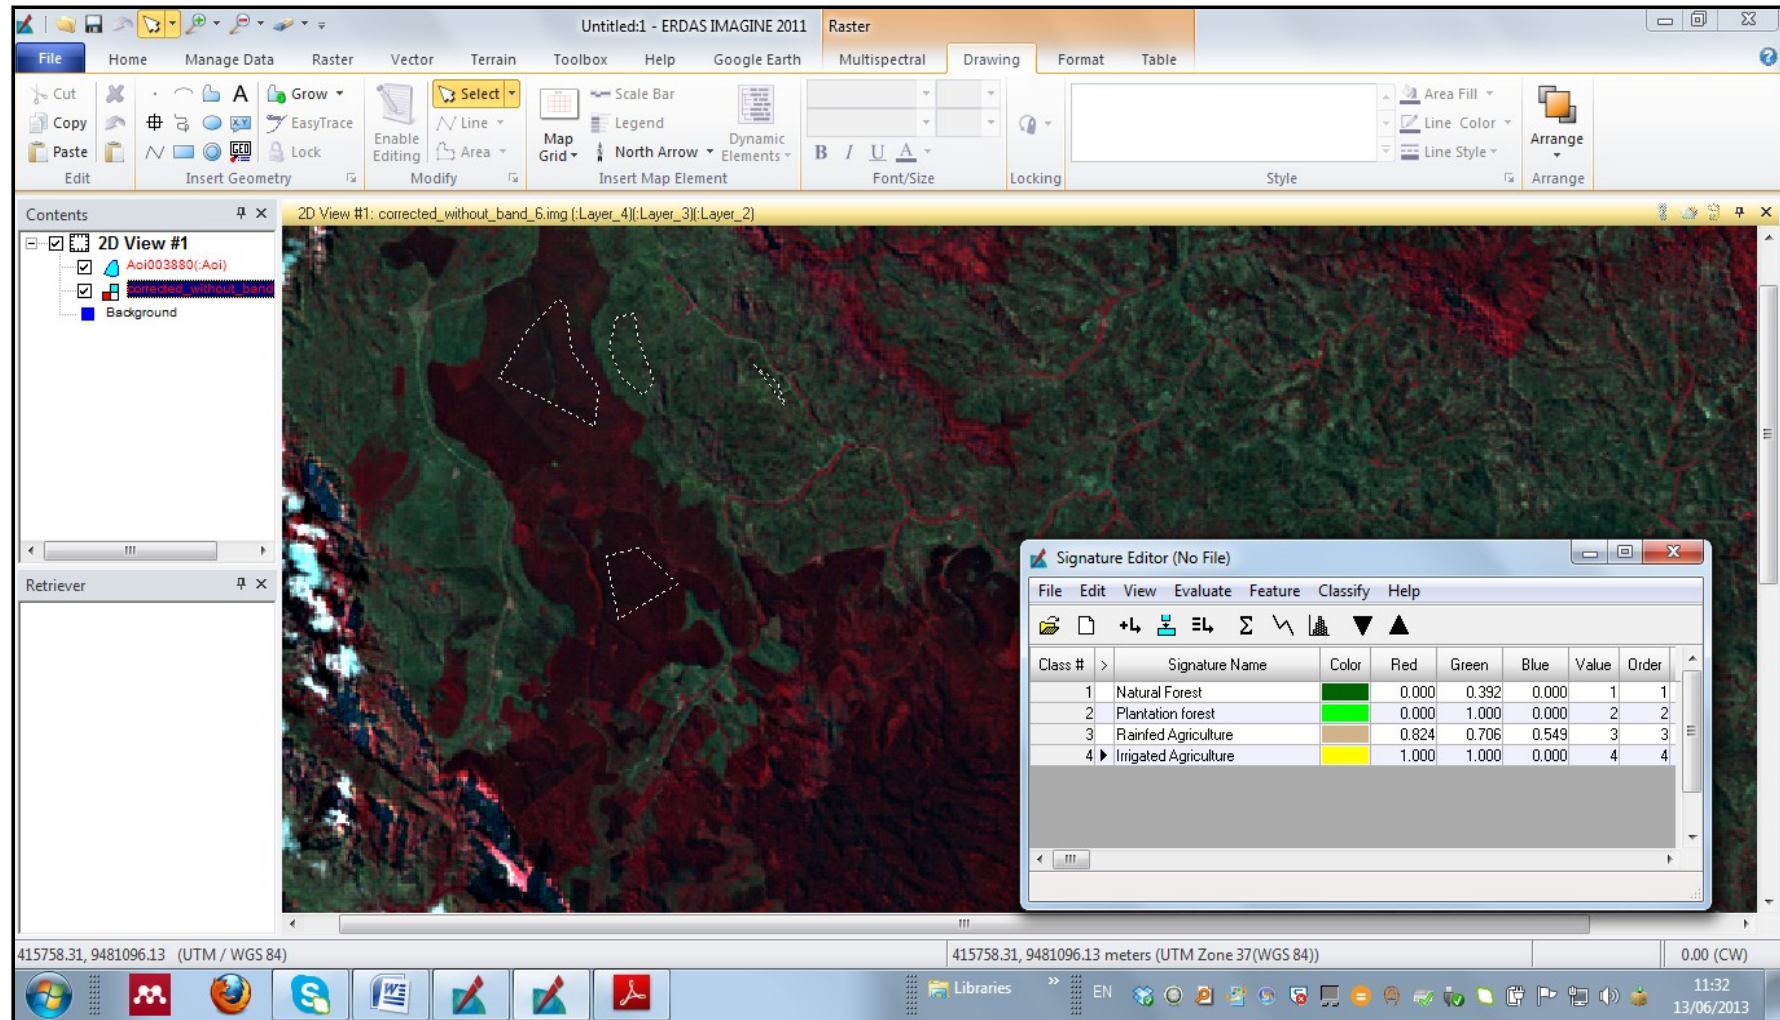 Untitled:1 - ERDAS IMAGINE 2011 Raster
File Home Manage Data Raster Vector Terrain Toolbox Help Google Earth Multispectral Drawing Format Table
Cut A Grow Select Scale Bar Area Fill
Copy EasyTrace Line Legend Line Color
Enable Editing Map Grid Dynamic Elements Arrange
Paste GEO Lock Area North Arrow B I U A Line Style
Edit Insert Geometry Modify Insert Map Element Font/Size Locking Style Arrange
Contents
2D View #1: corrected_without_band_6.img (:Layer_4)(:Layer_3)(:Layer_2)
2D View #1
Aoi003880(:Aoi)
corrected_without_band
Background
Retriever
Signature Editor (No File)
File Edit View Evaluate Feature Classify Help
Class # > Signature Name Color Red Green Blue Value Order
1 Natural Forest 0.000 0.392 0.000 1 1
2 Plantation forest 0.000 1.000 0.000 2 2
3 Rainfed Agriculture 0.824 0.706 0.549 3 3
4 Irrigated Agriculture 1.000 1.000 0.000 4 4
415758.31, 9481096.13 (UTM / WGS 84) 415758.31, 9481096.13 meters (UTM Zone 37(WGS 84)) 0.00 (CW)
Libraries » EN 11:32
13/06/2013